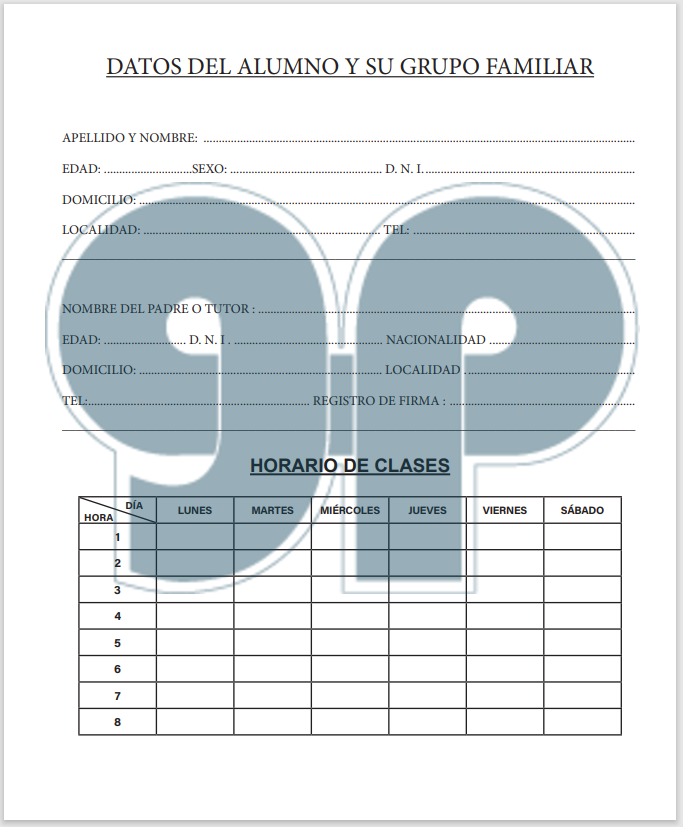 DATOS DEL ALUMNO Y SU GRUPO FAMILIAR
APELLIDO Y NOMBRE: ..............................
EDAD: ....................SEXO: .............................. D. N. I...............................
DOMICILIO: ..............................
LOCALIDAD: .............................. TEL: ..............................
NOMBRE DEL PADRE O TUTOR : ..............................
EDAD: .................... D. N. I . .............................. NACIONALIDAD ..............................
DOMICILIO: .............................. LOCALIDAD ..............................
TEL:.............................. REGISTRO DE FIRMA : ..............................
gp
HORARIO DE CLASES
DÍA
HORA LUNES MARTES MIÉRCOLES JUEVES VIERNES SÁBADO
1
2
3
4
5
6
7
8